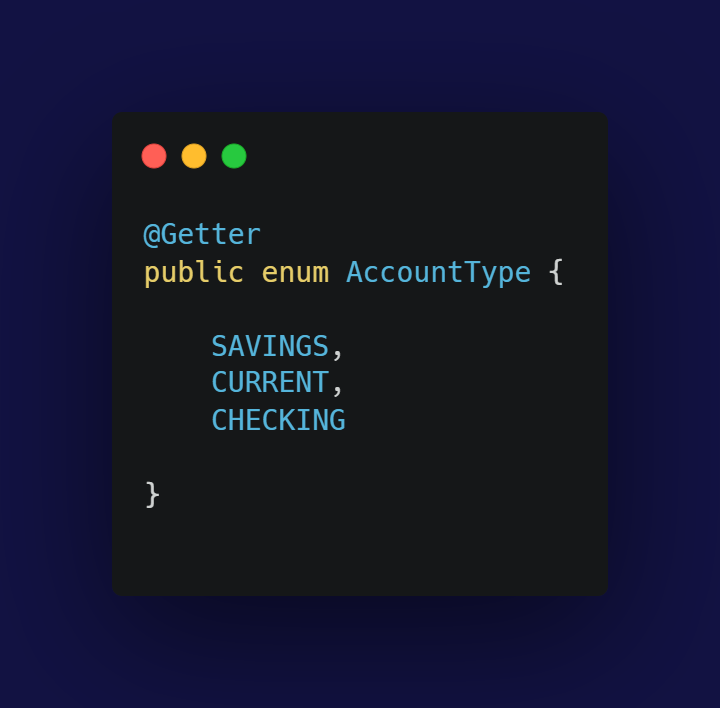 @Getter
public enum AccountType {
    SAVINGS,
    CURRENT,
    CHECKING
}